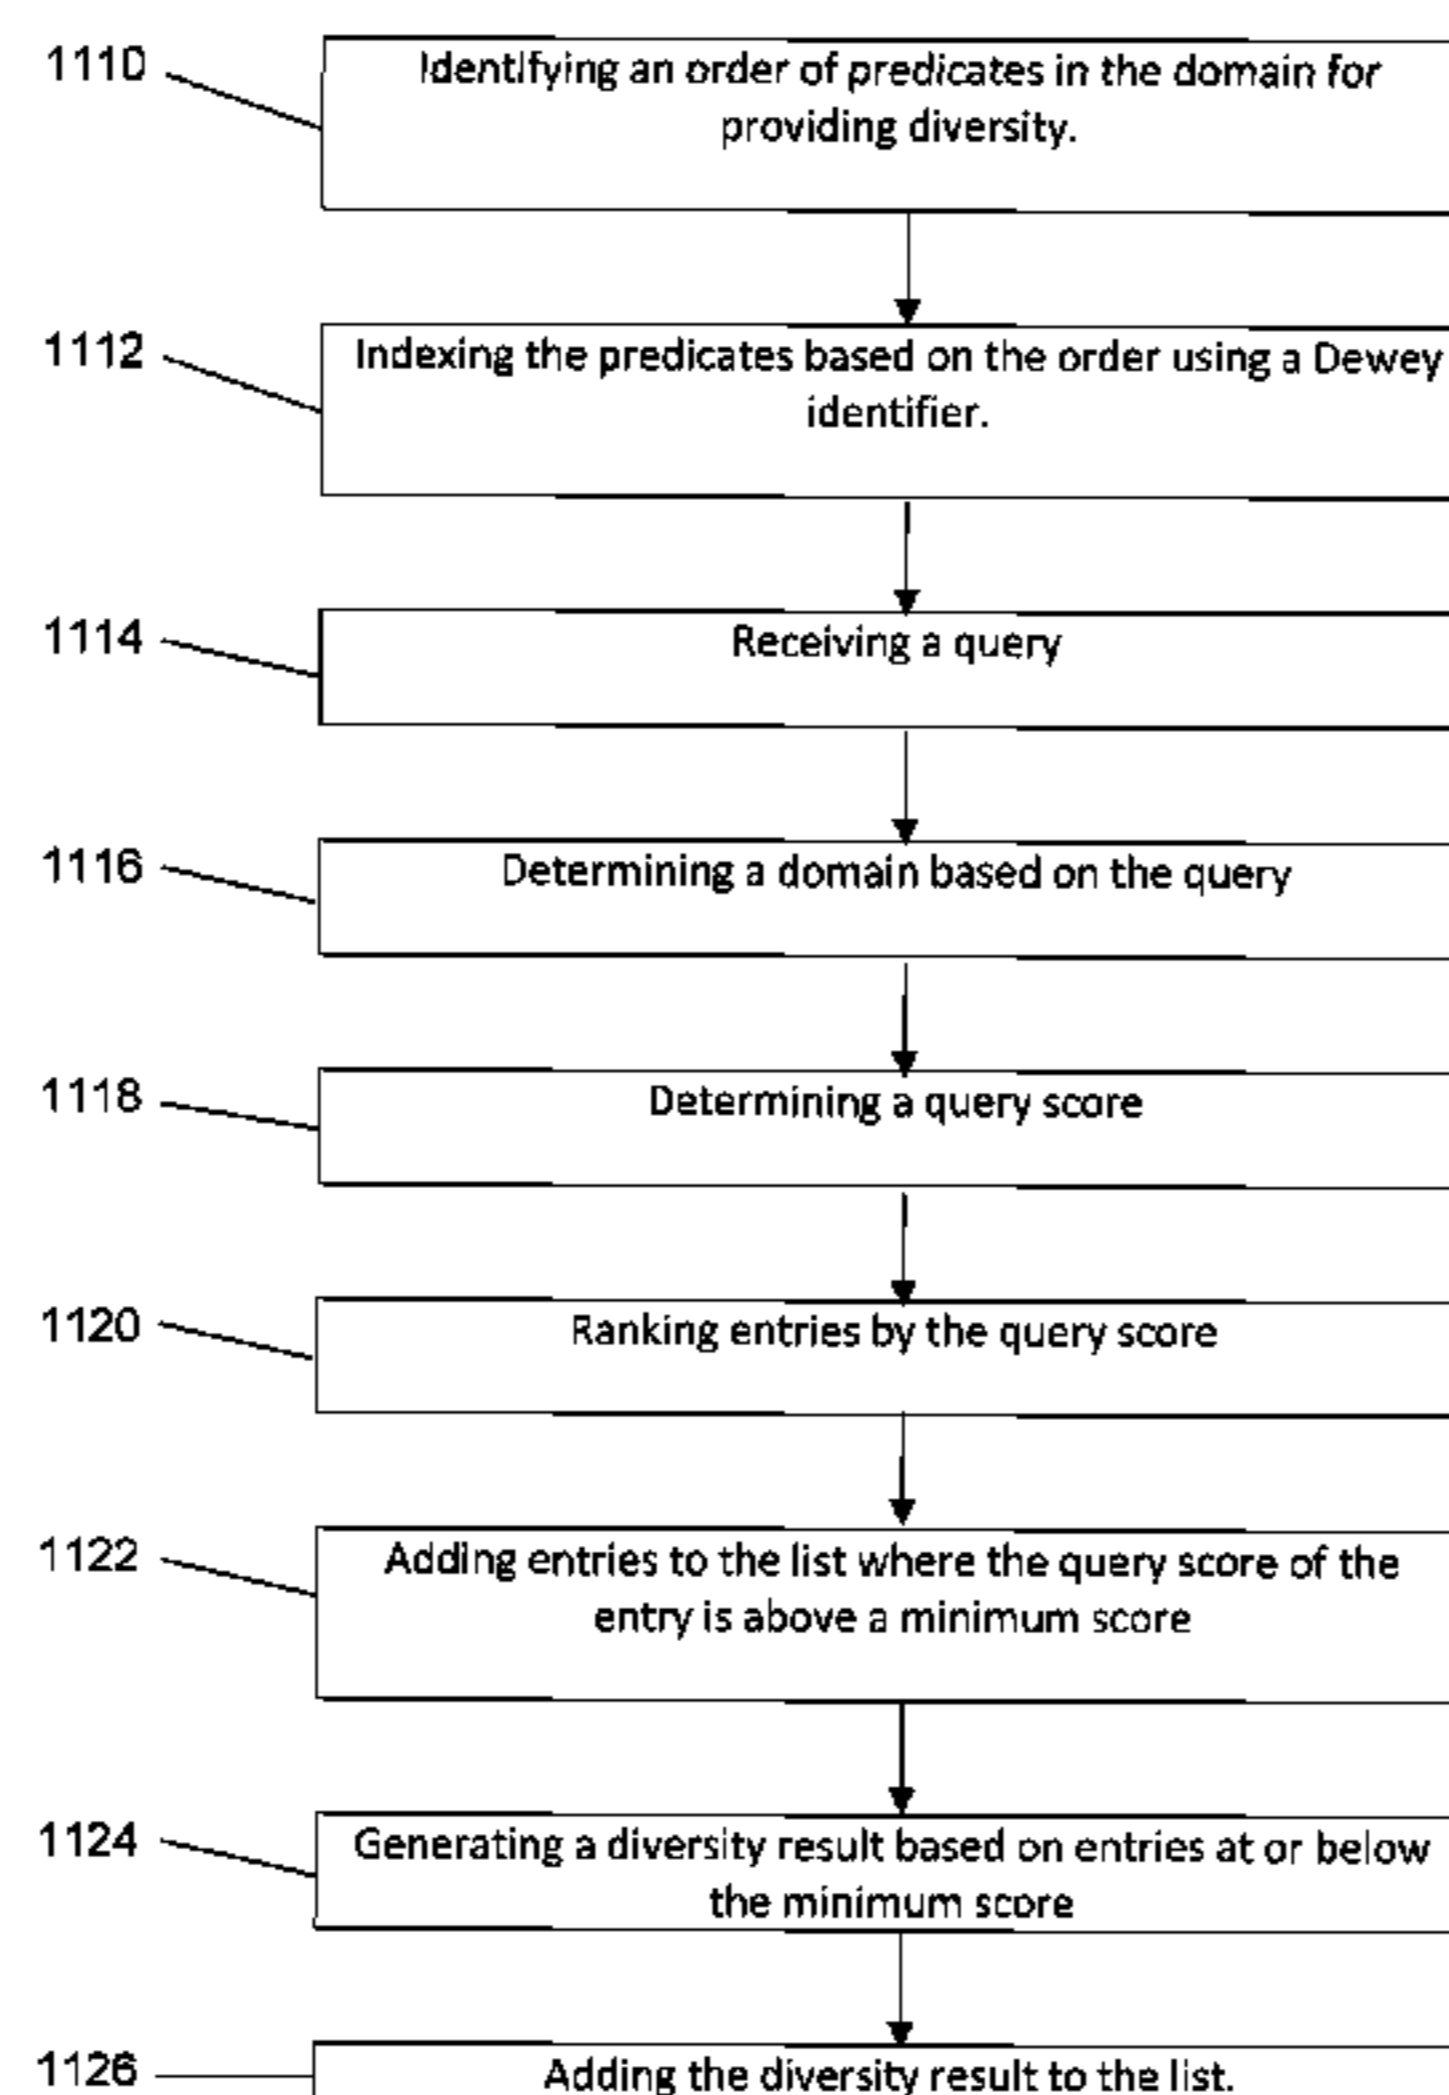 1110
Identifying an order of predicates in the domain for
providing diversity.
1112
Indexing the predicates based on the order using a Dewey
identifier.
1114
Receiving a query
1116
Determining a domain based on the query
1118
Determining a query score
1120
Ranking entries by the query score
1122
Adding entries to the list where the query score of the
entry is above a minimum score
1124
Generating a diversity result based on entries at or below
the minimum score
1126
Adding the diversity result to the list.